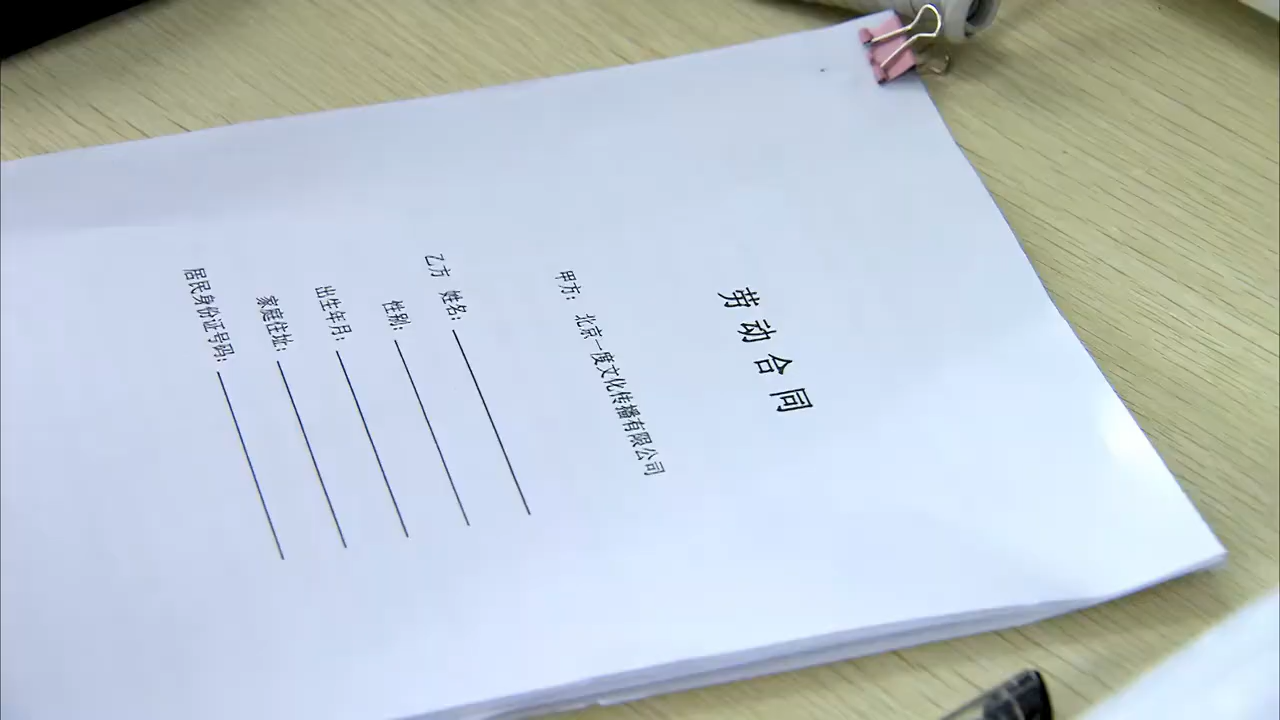 劳动合同
甲方: 北京一度文化传播有限公司
乙方 姓名:
性别:
出生年月:
家庭住址:
居民身份证号码: